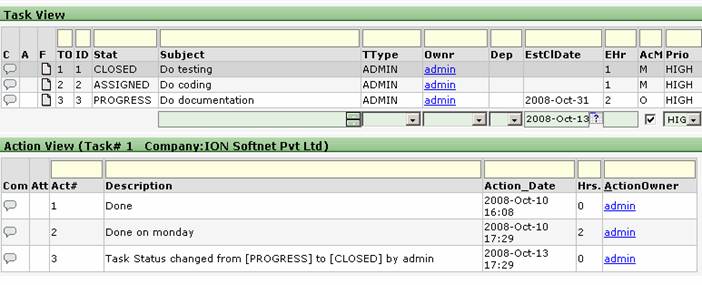 Task View
C A F TO ID Stat Subject TType Ownr Dep EstClDate EHr AcM Prio
1 1 CLOSED Do testing ADMIN admin 1 M HIGH
2 2 ASSIGNED Do coding ADMIN admin 1 M HIGH
3 3 PROGRESS Do documentation ADMIN admin 2008-Oct-31 2 O HIGH
2008-Oct-13 ? HIG
Action View (Task# 1 Company:ION Softnet Pvt Ltd)
Com Att Act# Description Action_Date Hrs. ActionOwner
1 Done 2008-Oct-10 16:08 0 admin
2 Done on monday 2008-Oct-10 17:29 2 admin
3 Task Status changed from [PROGRESS] to [CLOSED] by admin 2008-Oct-13 17:29 0 admin